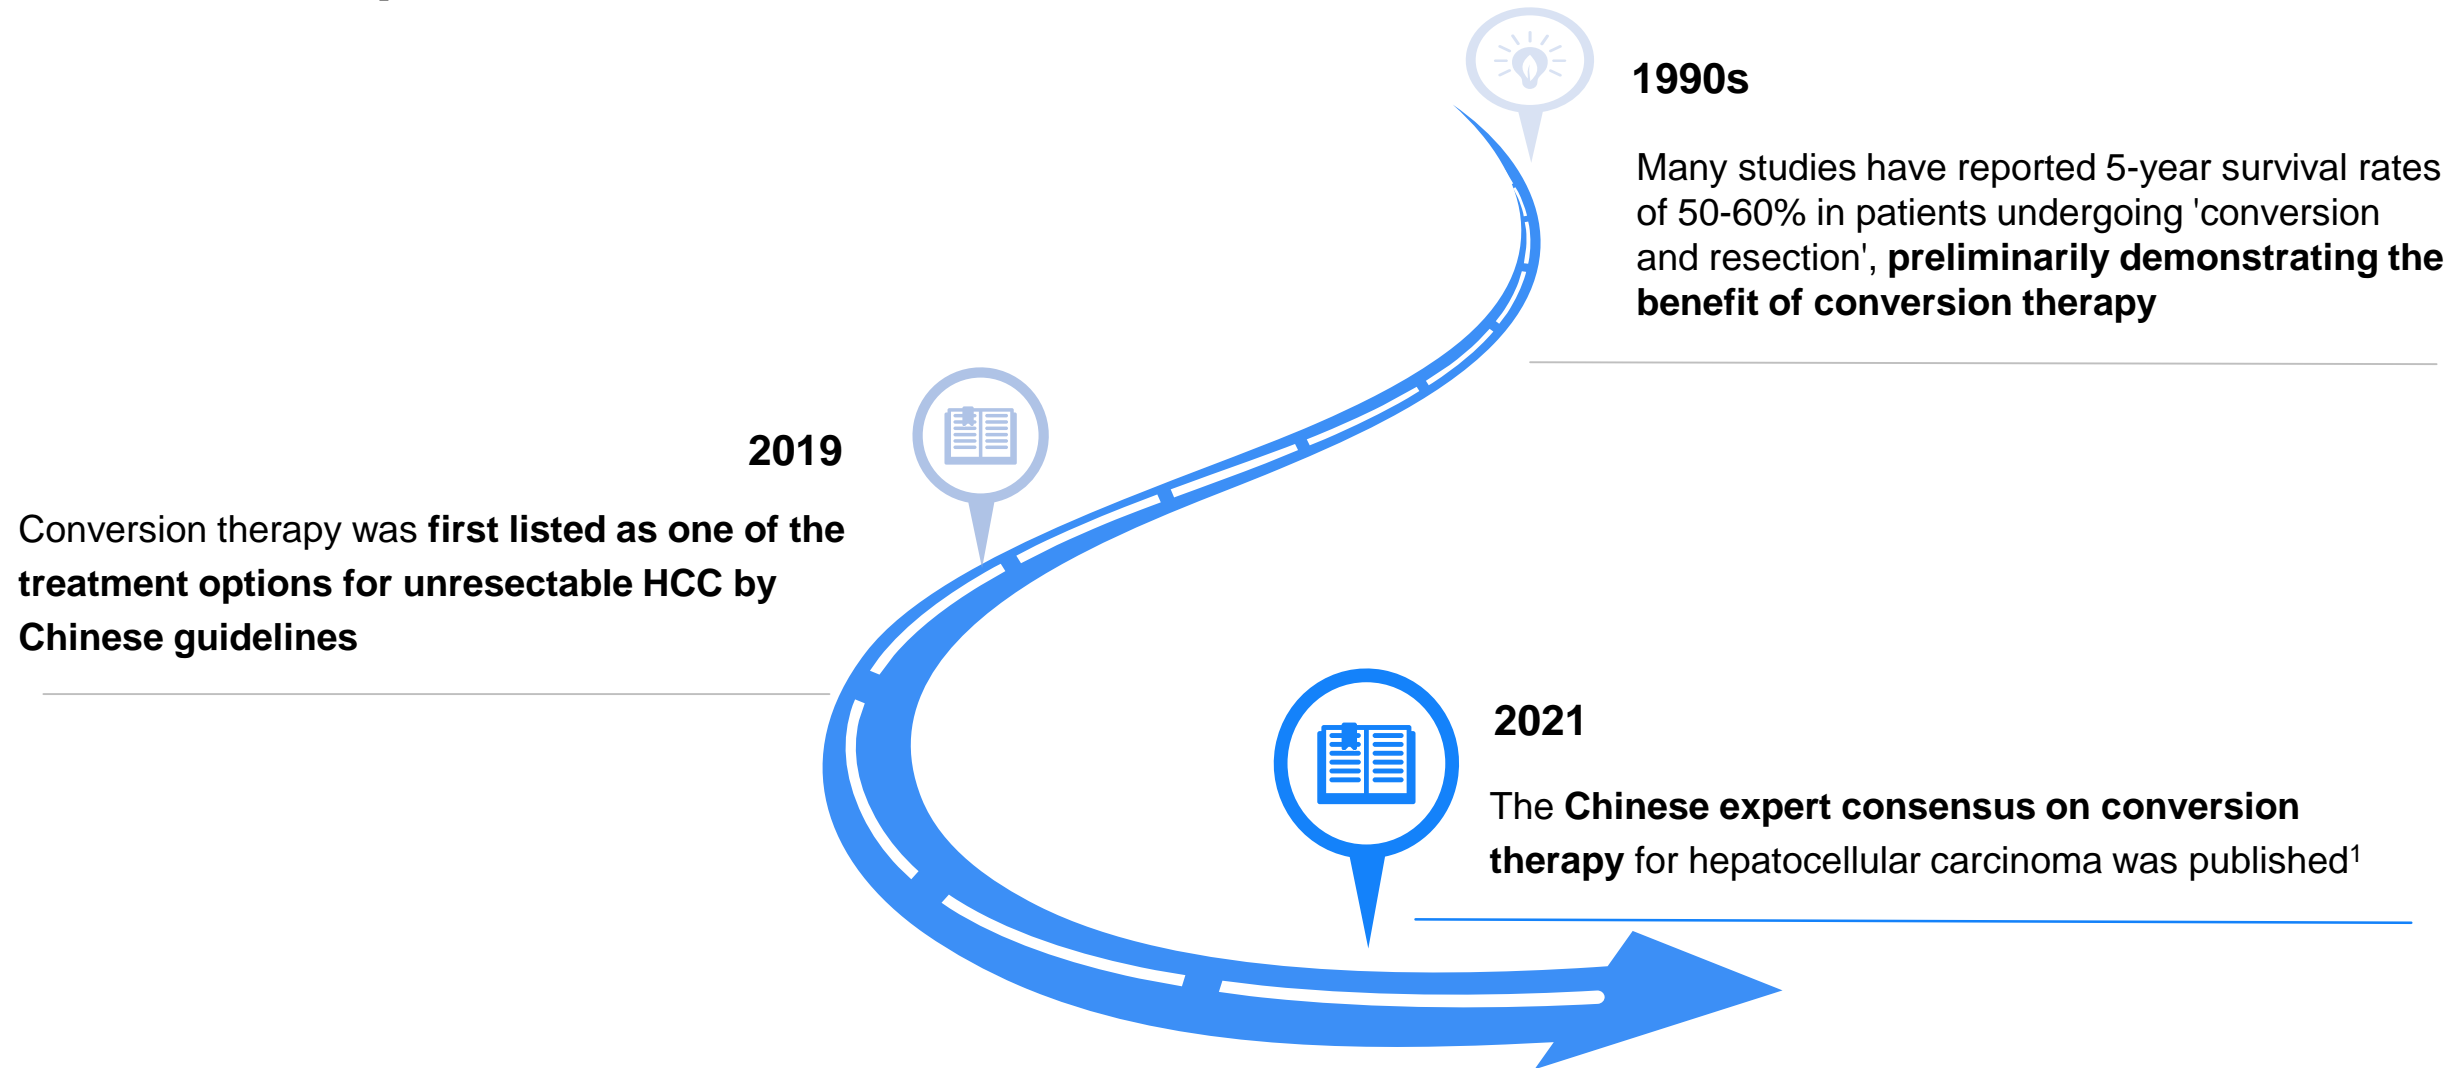 1990s
Many studies have reported 5-year survival rates
of 50-60% in patients undergoing 'conversion
and resection', preliminarily demonstrating the
benefit of conversion therapy
2019
Conversion therapy was first listed as one of the
treatment options for unresectable HCC by
Chinese guidelines
2021
The Chinese expert consensus on conversion
therapy for hepatocellular carcinoma was published¹